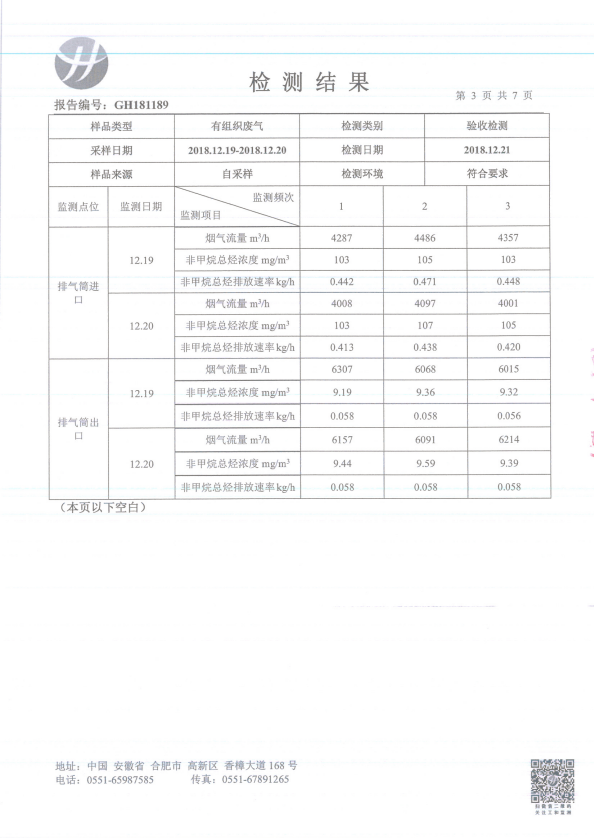 检测结果
第 3 页 共 7 页
报告编号：GH181189
样品类型 有组织废气 检测类别 验收检测
采样日期 2018.12.19-2018.12.20 检测日期 2018.12.21
样品来源 自采样 检测环境 符合要求
监测点位 监测日期 监测频次 监测项目 1 2 3
排气筒进口 12.19 烟气流量 m³/h 4287 4486 4357
非甲烷总烃浓度 mg/m³ 103 105 103
非甲烷总烃排放速率 kg/h 0.442 0.471 0.448
12.20 烟气流量 m³/h 4008 4097 4001
非甲烷总烃浓度 mg/m³ 103 107 105
非甲烷总烃排放速率 kg/h 0.413 0.438 0.420
排气筒出口 12.19 烟气流量 m³/h 6307 6068 6015
非甲烷总烃浓度 mg/m³ 9.19 9.36 9.32
非甲烷总烃排放速率 kg/h 0.058 0.058 0.056
12.20 烟气流量 m³/h 6157 6091 6214
非甲烷总烃浓度 mg/m³ 9.44 9.59 9.39
非甲烷总烃排放速率 kg/h 0.058 0.058 0.058
（本页以下空白）
地址：中国 安徽省 合肥市 高新区 香樟大道 168 号
电话：0551-65987585 传真：0551-67891265